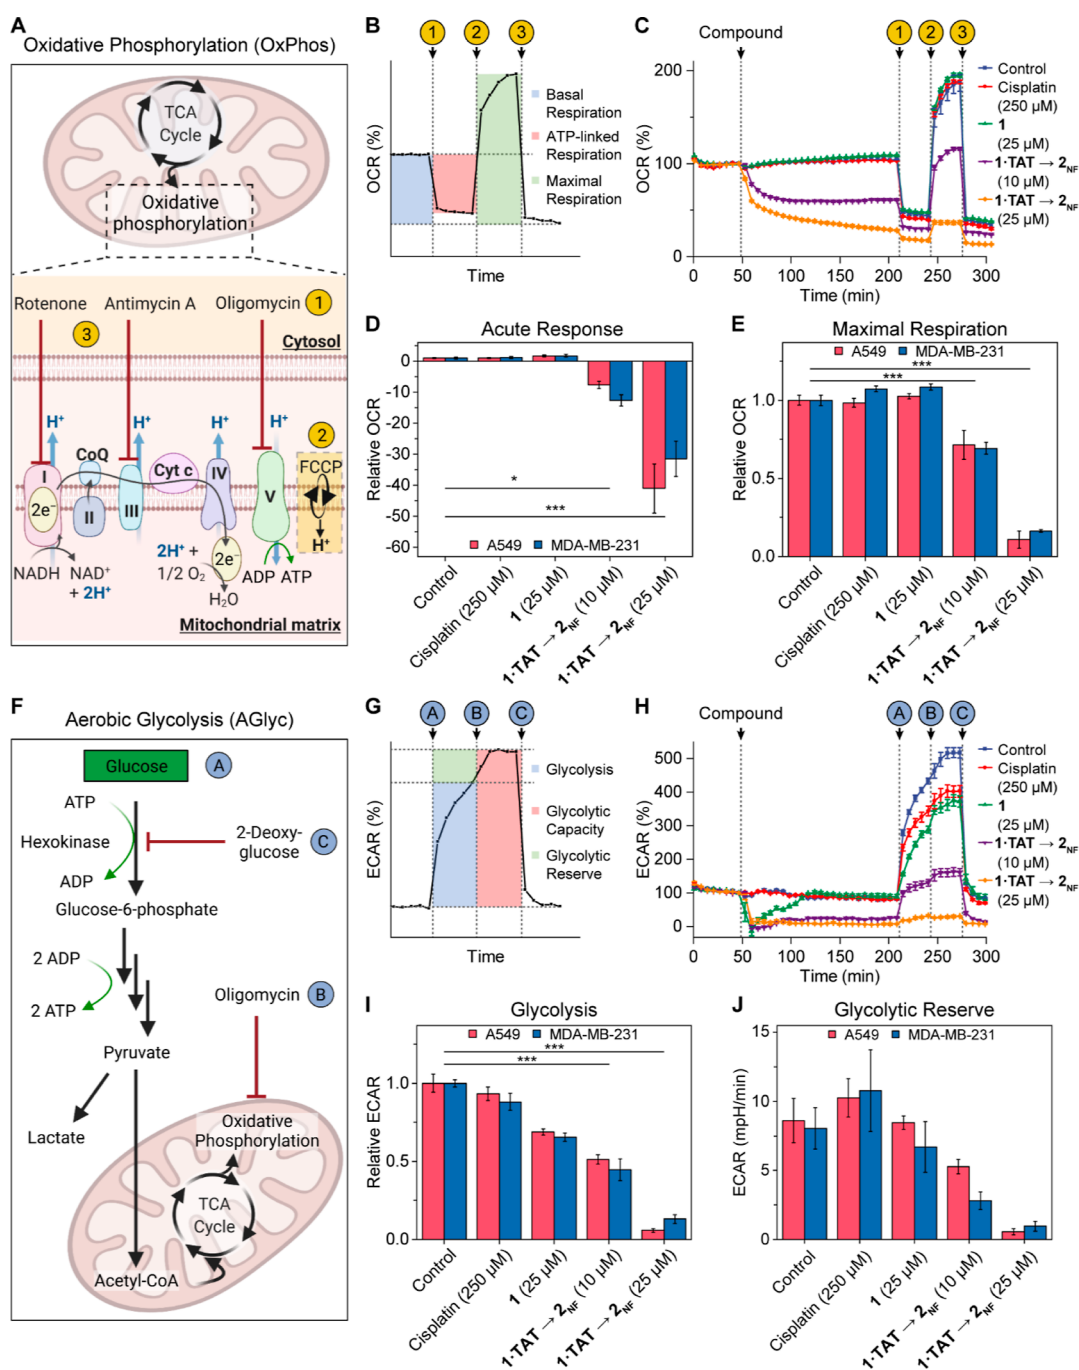 A
Oxidative Phosphorylation (OxPhos)
TCA
Cycle
Oxidative
phosphorylation
Rotenone
Antimycin A
Oligomycin
1
3
Cytosol
H⁺
H⁺
H⁺
H⁺
2
CoQ
Cyt c
IV
FCCP
I
2e⁻
II
III
V
H⁺
2H⁺ +
1/2 O₂
2e⁻
NADH
NAD⁺
+ 2H⁺
ADP
ATP
H₂O
Mitochondrial matrix
B
1
2
3
OCR (%)
Time
Basal
Respiration
ATP-linked
Respiration
Maximal
Respiration
C
Compound
1
2
3
200
100
0
OCR (%)
0
50
100
150
200
250
300
Time (min)
Control
Cisplatin
(250 µM)
1
(25 µM)
1·TAT → 2NF
(10 µM)
1·TAT → 2NF
(25 µM)
D
Acute Response
0
-10
-20
-30
-40
-50
-60
Relative OCR
*
***
A549
MDA-MB-231
Control
Cisplatin (250 µM)
1 (25 µM)
1·TAT → 2NF (10 µM)
1·TAT → 2NF (25 µM)
E
Maximal Respiration
A549
MDA-MB-231
***
***
1.0
0.5
0.0
Relative OCR
Control
Cisplatin (250 µM)
1 (25 µM)
1·TAT → 2NF (10 µM)
1·TAT → 2NF (25 µM)
F
Aerobic Glycolysis (AGlyc)
Glucose
A
ATP
Hexokinase
2-Deoxy-
glucose
C
ADP
Glucose-6-phosphate
2 ADP
2 ATP
Oligomycin
B
Pyruvate
Lactate
Oxidative
Phosphorylation
TCA
Cycle
Acetyl-CoA
G
A
B
C
ECAR (%)
Time
Glycolysis
Glycolytic
Capacity
Glycolytic
Reserve
H
Compound
A
B
C
500
400
300
200
100
0
ECAR (%)
0
50
100
150
200
250
300
Time (min)
Control
Cisplatin
(250 µM)
1
(25 µM)
1·TAT → 2NF
(10 µM)
1·TAT → 2NF
(25 µM)
I
Glycolysis
A549
MDA-MB-231
***
***
1.0
0.5
0.0
Relative ECAR
Control
Cisplatin (250 µM)
1 (25 µM)
1·TAT → 2NF (10 µM)
1·TAT → 2NF (25 µM)
J
Glycolytic Reserve
A549
MDA-MB-231
15
10
5
0
ECAR (mpH/min)
Control
Cisplatin (250 µM)
1 (25 µM)
1·TAT → 2NF (10 µM)
1·TAT → 2NF (25 µM)